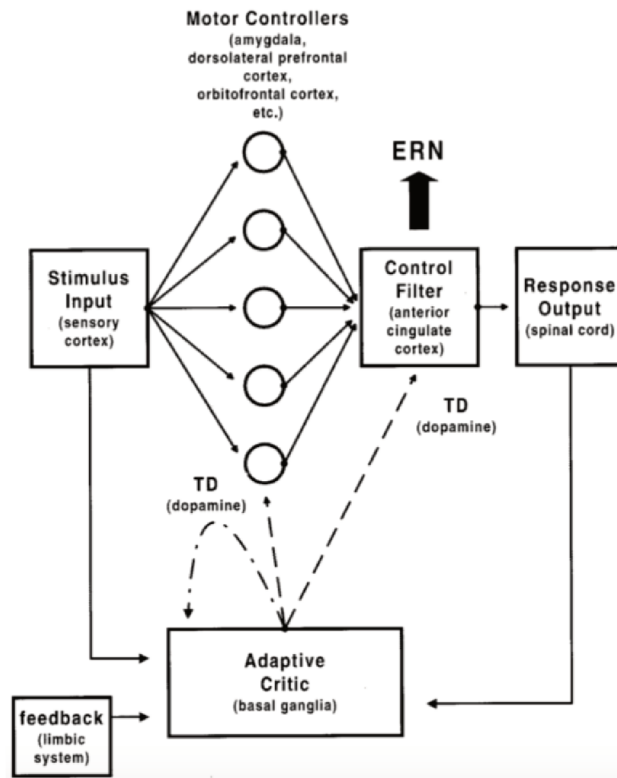 Motor Controllers
(amygdala,
dorsolateral prefrontal
cortex,
orbitofrontal cortex,
etc.)
ERN
Stimulus
Input
(sensory
cortex)
Control
Filter
(anterior
cingulate
cortex)
Response
Output
(spinal cord)
TD
(dopamine)
TD
(dopamine)
Adaptive
Critic
(basal ganglia)
feedback
(limbic
system)